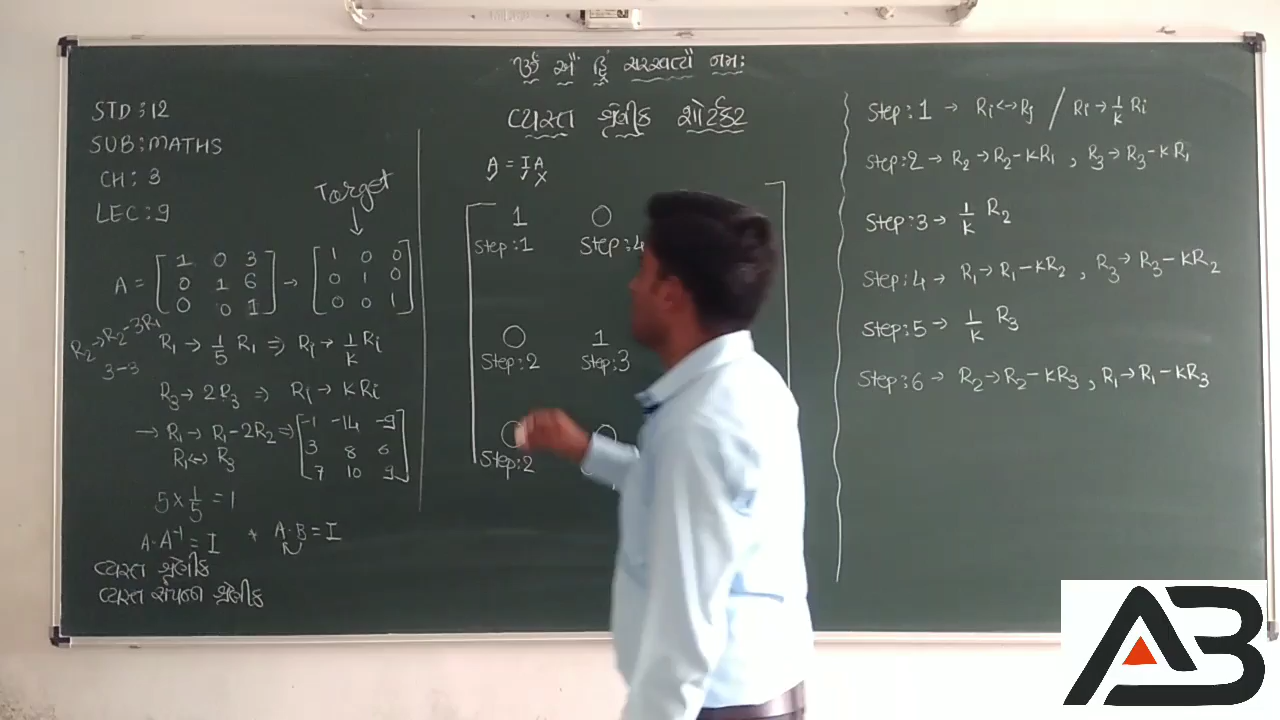 ૐ એં હ્રીં સરસ્વત્યૈ નમઃ
વ્યસ્ત શ્રેણીક શોર્ટકટ
STD : 12
SUB : MATHS
CH : 3
LEC : 9
Target
↓
A = [ 1 0 3 → [ 1 0 0
0 1 6 0 1 0
0 0 1 ] 0 0 1 ]
R2→R2-3R1
3-3
R1 → 1/5 R1 ⇒ Ri → 1/k Ri
R3 → 2R3 ⇒ Ri → KRi
→ R1 → R1-2R2 ⇒ [ -1 -14 -9
R1↔R3 3 8 6
7 10 9 ]
5 × 1/5 = 1
A·A⁻¹ = I * A·B = I
વ્યસ્ત શ્રેણીક
વ્યસ્ત સંપન્ન શ્રેણીક
A = IA
1 0
Step:1 Step:4
0 1
Step:2 Step:3
0 0
Step:2
Step:1 → Ri↔Rj / Ri → 1/k Ri
Step:2 → R2→R2-KR1 , R3→R3-KR1
Step:3 → 1/K R2
Step:4 → R1→R1-KR2 , R3→R3-KR2
Step:5 → 1/K R3
Step:6 → R2→R2-KR3 , R1→R1-KR3
AB